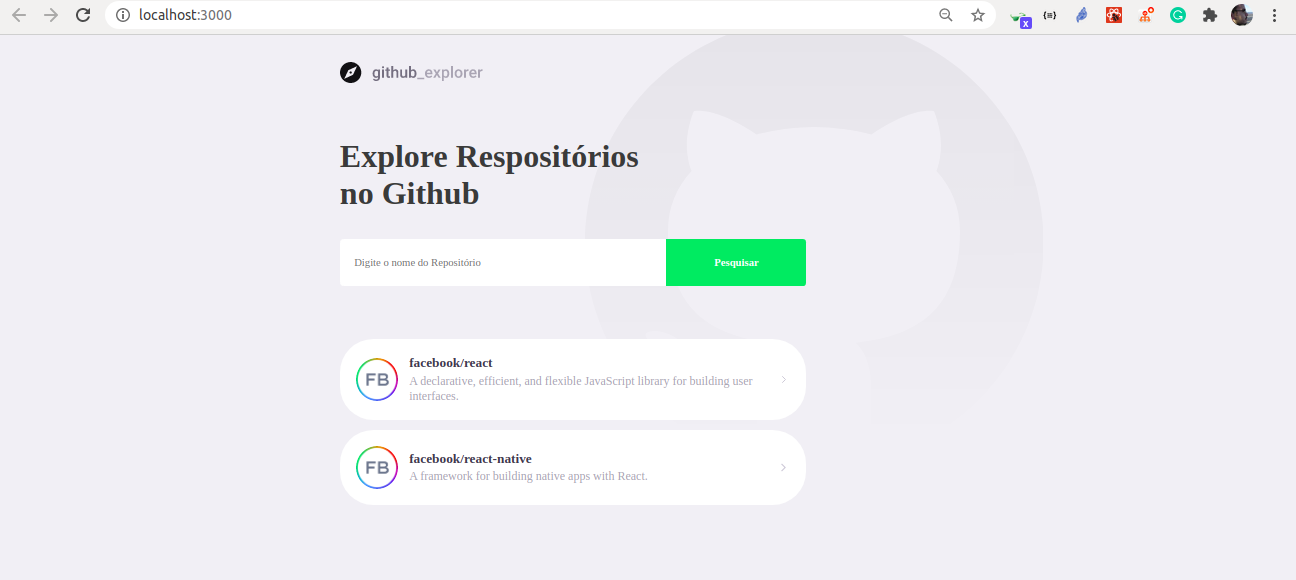 localhost:3000
x
github_explorer
Explore Respositórios
no Github
Digite o nome do Repositório
Pesquisar
FB
facebook/react
A declarative, efficient, and flexible JavaScript library for building user
interfaces.
FB
facebook/react-native
A framework for building native apps with React.